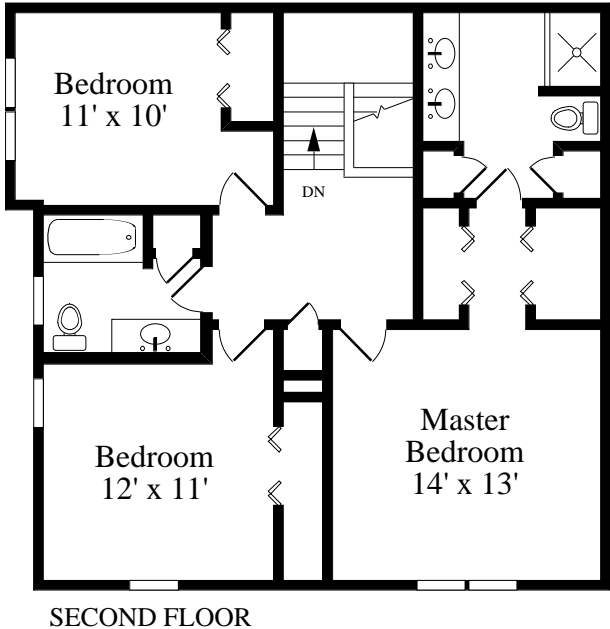 Bedroom
11' x 10'
DN
Bedroom
12' x 11'
Master
Bedroom
14' x 13'
SECOND FLOOR